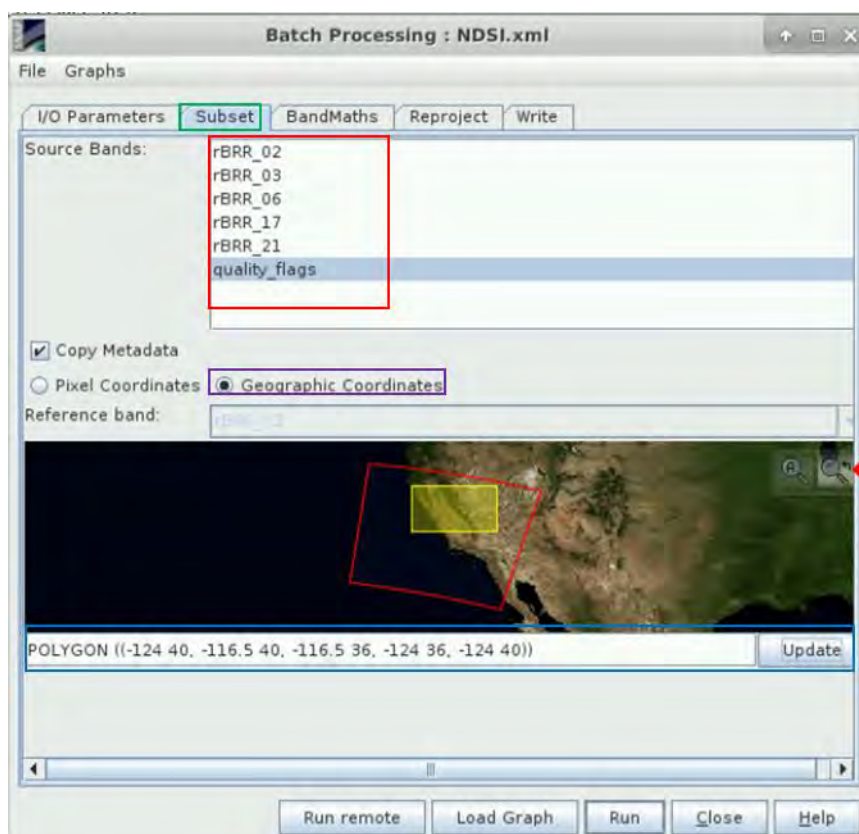 Batch Processing : NDSI.xml
File Graphs
I/O Parameters Subset BandMaths Reproject Write
Source Bands:
rBRR_02
rBRR_03
rBRR_06
rBRR_17
rBRR_21
quality_flags
Copy Metadata
Pixel Coordinates Geographic Coordinates
Reference band:
POLYGON ((-124 40, -116.5 40, -116.5 36, -124 36, -124 40)) Update
Run remote Load Graph Run Close Help